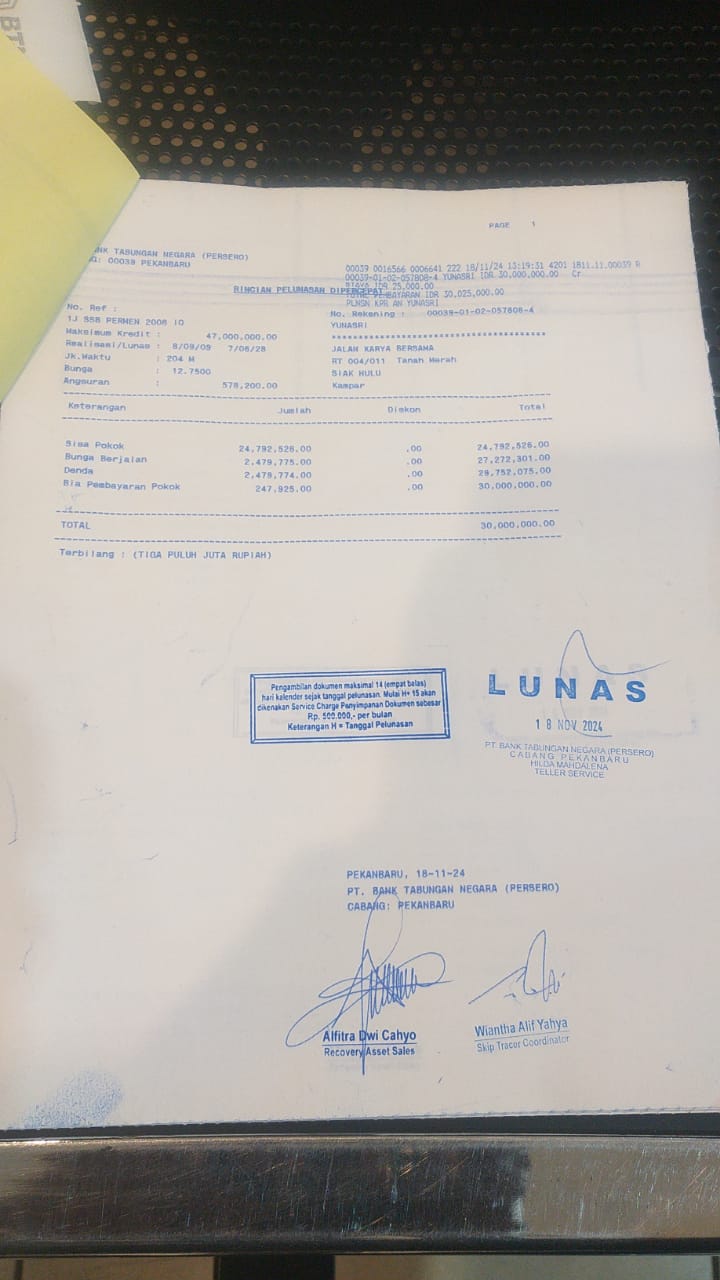 BT
PAGE 1
NK TABUNGAN NEGARA (PERSERO)
G: 00039 PEKANBARU
00039 0016566 0006641 222 18/11/24 13:19:31 4201 1811.11.00039 R
00039-01-02-057808-4 YUNASRI IDR 30,000,000.00 Cr
BIAYA IDR 25,000.00
RINCIAN PELUNASAN DIPERCEPAT
TOTAL PEMBAYARAN IDR 30,025,000.00
PLNSN KPR AN YUNASRI
No. Ref :
No. Rekening : 00039-01-02-057808-4
1J SSB PERMEN 2008 IO
YUNASRI
Maksimum Kredit : 47,000,000.00
******************************************
Realisasi/Lunas : 8/09/09 7/06/28
JALAN KARYA BERSAMA
Jk.Waktu : 204 M
RT 004/011 Tanah Merah
Bunga : 12.7500
SIAK HULU
Angsuran : 578,200.00
Kampar
Keterangan Jumlah Diskon Total
Sisa Pokok 24,792,526.00 .00 24,792,526.00
Bunga Berjalan 2,479,775.00 .00 27,272,301.00
Denda 2,479,774.00 .00 29,752,075.00
Bia Pembayaran Pokok 247,925.00 .00 30,000,000.00
TOTAL 30,000,000.00
Terbilang : (TIGA PULUH JUTA RUPIAH)
Pengambilan dokumen maksimal 14 (empat belas)
hari kalender sejak tanggal pelunasan. Mulai H+ 15 akan
dikenakan Service Charge Penyimpanan Dokumen sebesar
Rp. 500.000,- per bulan
Keterangan H = Tanggal Pelunasan
LUNAS
18 NOV 2024
PT. BANK TABUNGAN NEGARA (PERSERO)
CABANG PEKANBARU
HILDA MAHDALENA
TELLER SERVICE
PEKANBARU, 18-11-24
PT. BANK TABUNGAN NEGARA (PERSERO)
CABANG: PEKANBARU
Alfitra Dwi Cahyo
Recovery Asset Sales
Wiantha Alif Yahya
Skip Tracer Coordinator